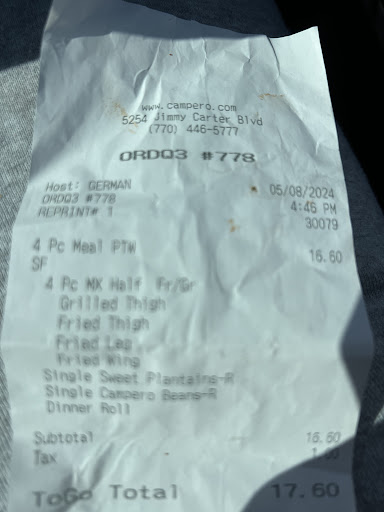 www.campero.com
5254 Jimmy Carter Blvd
(770) 446-5777
ORDQ3 #778
Host: GERMAN 05/08/2024
ORDQ3 #778 4:46 PM
REPRINT# 1 30079
4 Pc Meal PTW 16.60
SF
4 Pc MX Half Fr/Gr
Grilled Thigh
Fried Thigh
Fried Leg
Fried Wing
Single Sweet Plantains-R
Single Campero Beans-R
Dinner Roll
Subtotal 16.60
Tax
ToGo Total 17.60